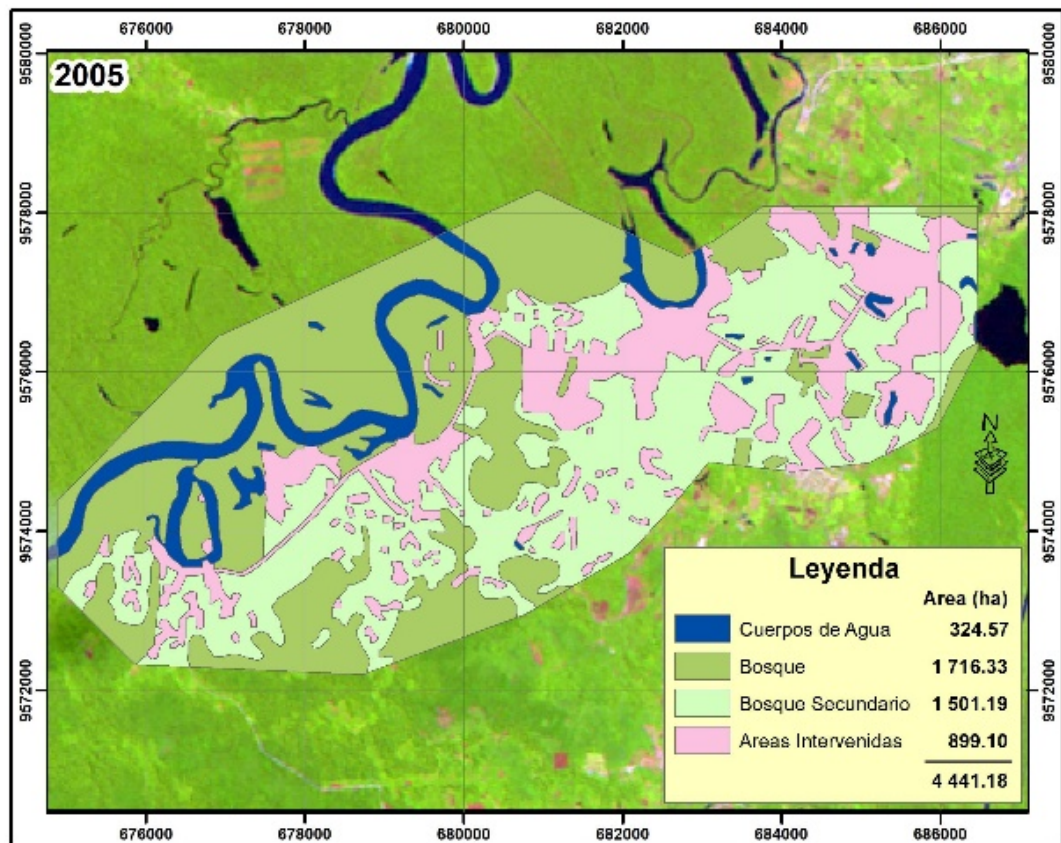 676000 678000 680000 682000 684000 686000
2005
9580000 9580000
9578000 9578000
9576000 9576000
9574000 9574000
9572000 9572000
N
Leyenda
Area (ha)
Cuerpos de Agua 324.57
Bosque 1 716.33
Bosque Secundario 1 501.19
Areas Intervenidas 899.10
4 441.18
676000 678000 680000 682000 684000 686000